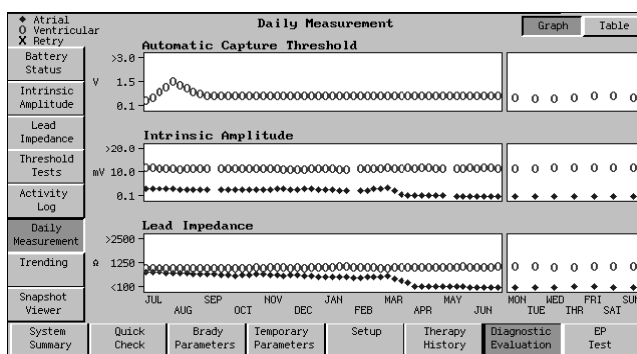 ◆ Atrial
O Ventricular
X Retry
Daily Measurement
Graph
Table
Battery
Status
Intrinsic
Amplitude
Lead
Impedance
Threshold
Tests
Activity
Log
Daily
Measurement
Trending
Snapshot
Viewer
Automatic Capture Threshold
>3.0
V
1.5
0.1
Intrinsic Amplitude
>20.0
mV 10.0
0.1
Lead Impedance
>2500
Ω 1250
<100
JUL SEP NOV JAN MAR MAY
AUG OCT DEC FEB APR JUN
MON WED FRI SUN
TUE THR SAT
System
Summary
Quick
Check
Brady
Parameters
Temporary
Parameters
Setup
Therapy
History
Diagnostic
Evaluation
EP
Test